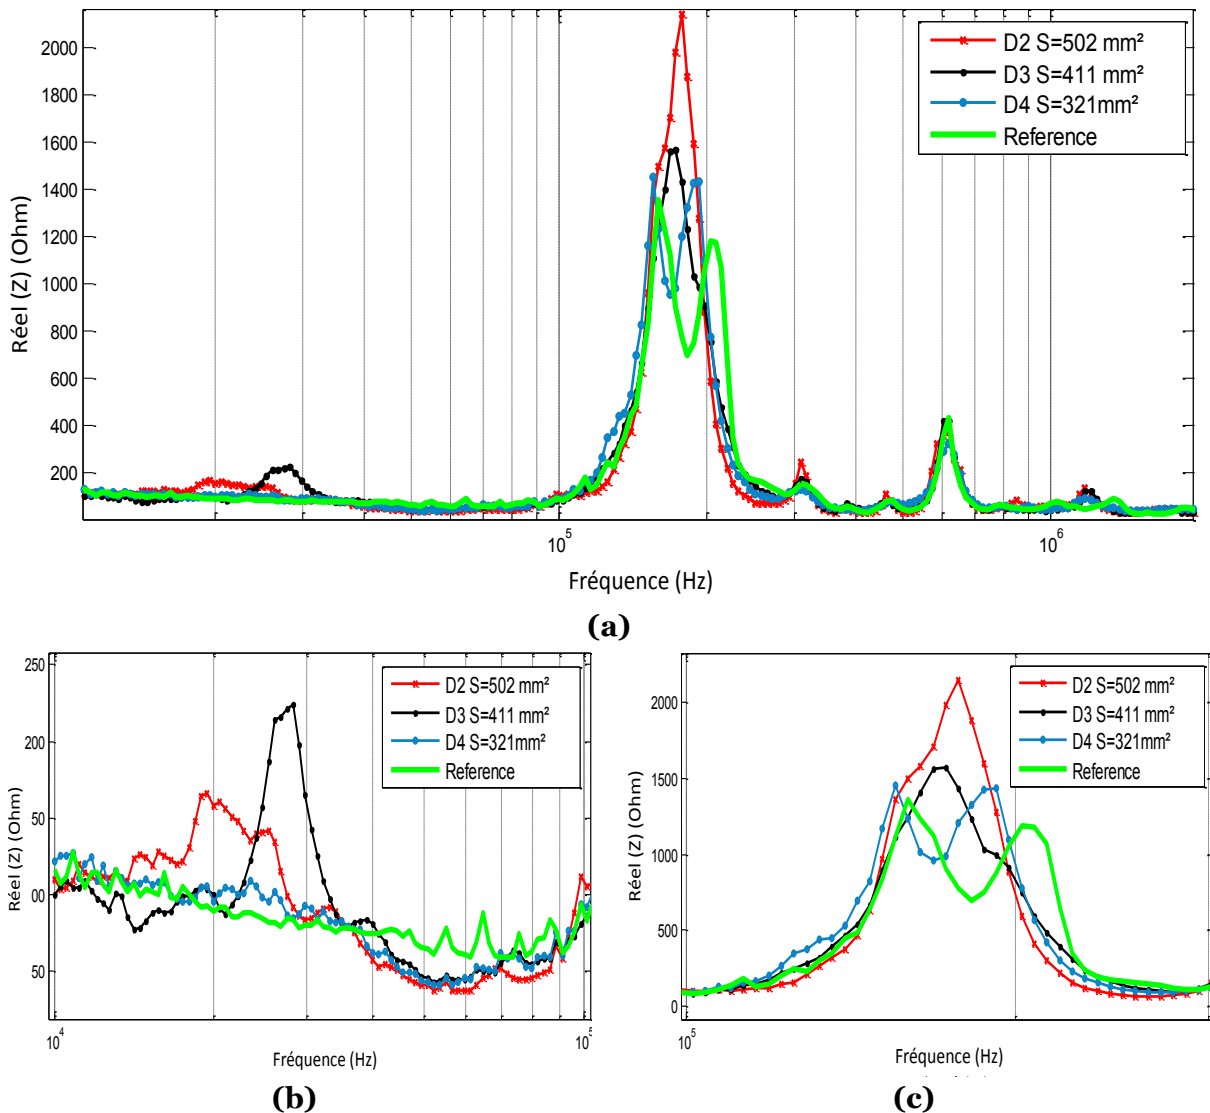 2000
1800
1600
1400
1200
1000
800
600
400
200
Réel (Z) (Ohm)
D2 S=502 mm²
D3 S=411 mm²
D4 S=321mm²
Reference
10⁵
10⁶
Fréquence (Hz)
(a)
250
200
50
00
50
Réel (Z) (Ohm)
D2 S=502 mm²
D3 S=411 mm²
D4 S=321mm²
Reference
10⁴
10⁵
Fréquence (Hz)
(b)
2000
1500
1000
500
0
Réel (Z) (Ohm)
D2 S=502 mm²
D3 S=411 mm²
D4 S=321mm²
Reference
10⁵
Fréquence (Hz)
(c)